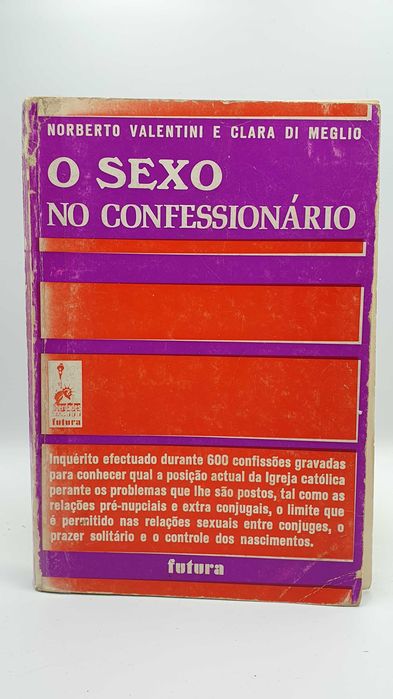 NORBERTO VALENTINI E CLARA DI MEGLIO
O SEXO
NO CONFESSIONÁRIO
futura
Inquérito efectuado durante 600 confissões gravadas
para conhecer qual a posição actual da Igreja católica
perante os problemas que lhe são postos, tal como as
relações pré-nupciais e extra conjugais, o limite que
é permitido nas relações sexuais entre conjuges, o
prazer solitário e o controle dos nascimentos.
futura